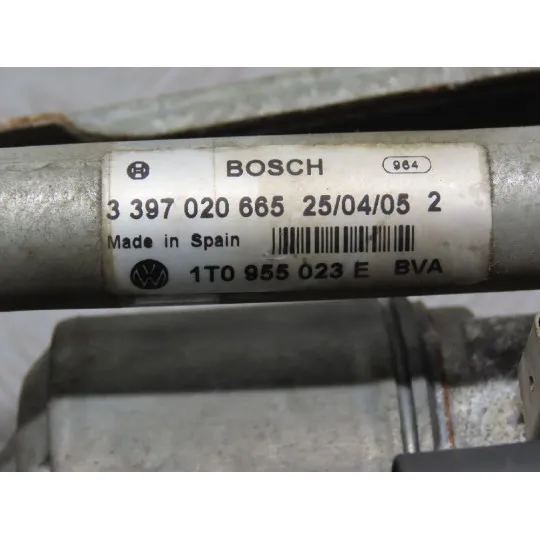 BOSCH 964
3 397 020 665 25/04/05 2
Made in Spain
1T0 955 023 E BVA